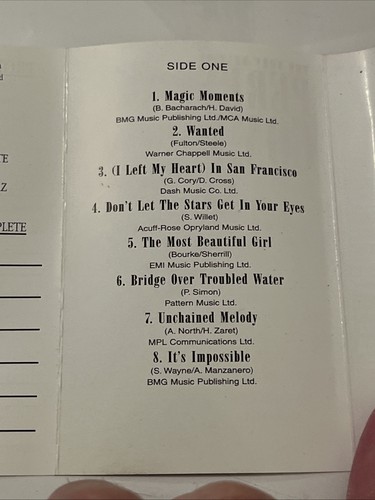 SIDE ONE
1. Magic Moments
(B. Bacharach/H. David)
BMG Music Publishing Ltd./MCA Music Ltd.
2. Wanted
(Fulton/Steele)
Warner Chappell Music Ltd.
3. (I Left My Heart) In San Francisco
(G. Cory/D. Cross)
Dash Music Co. Ltd.
4. Don't Let The Stars Get In Your Eyes
(S. Willet)
Acuff-Rose Opryland Music Ltd.
5. The Most Beautiful Girl
(Bourke/Sherrill)
EMI Music Publishing Ltd.
6. Bridge Over Troubled Water
(P. Simon)
Pattern Music Ltd.
7. Unchained Melody
(A. North/H. Zaret)
MPL Communications Ltd.
8. It's Impossible
(S. Wayne/A. Manzanero)
BMG Music Publishing Ltd.